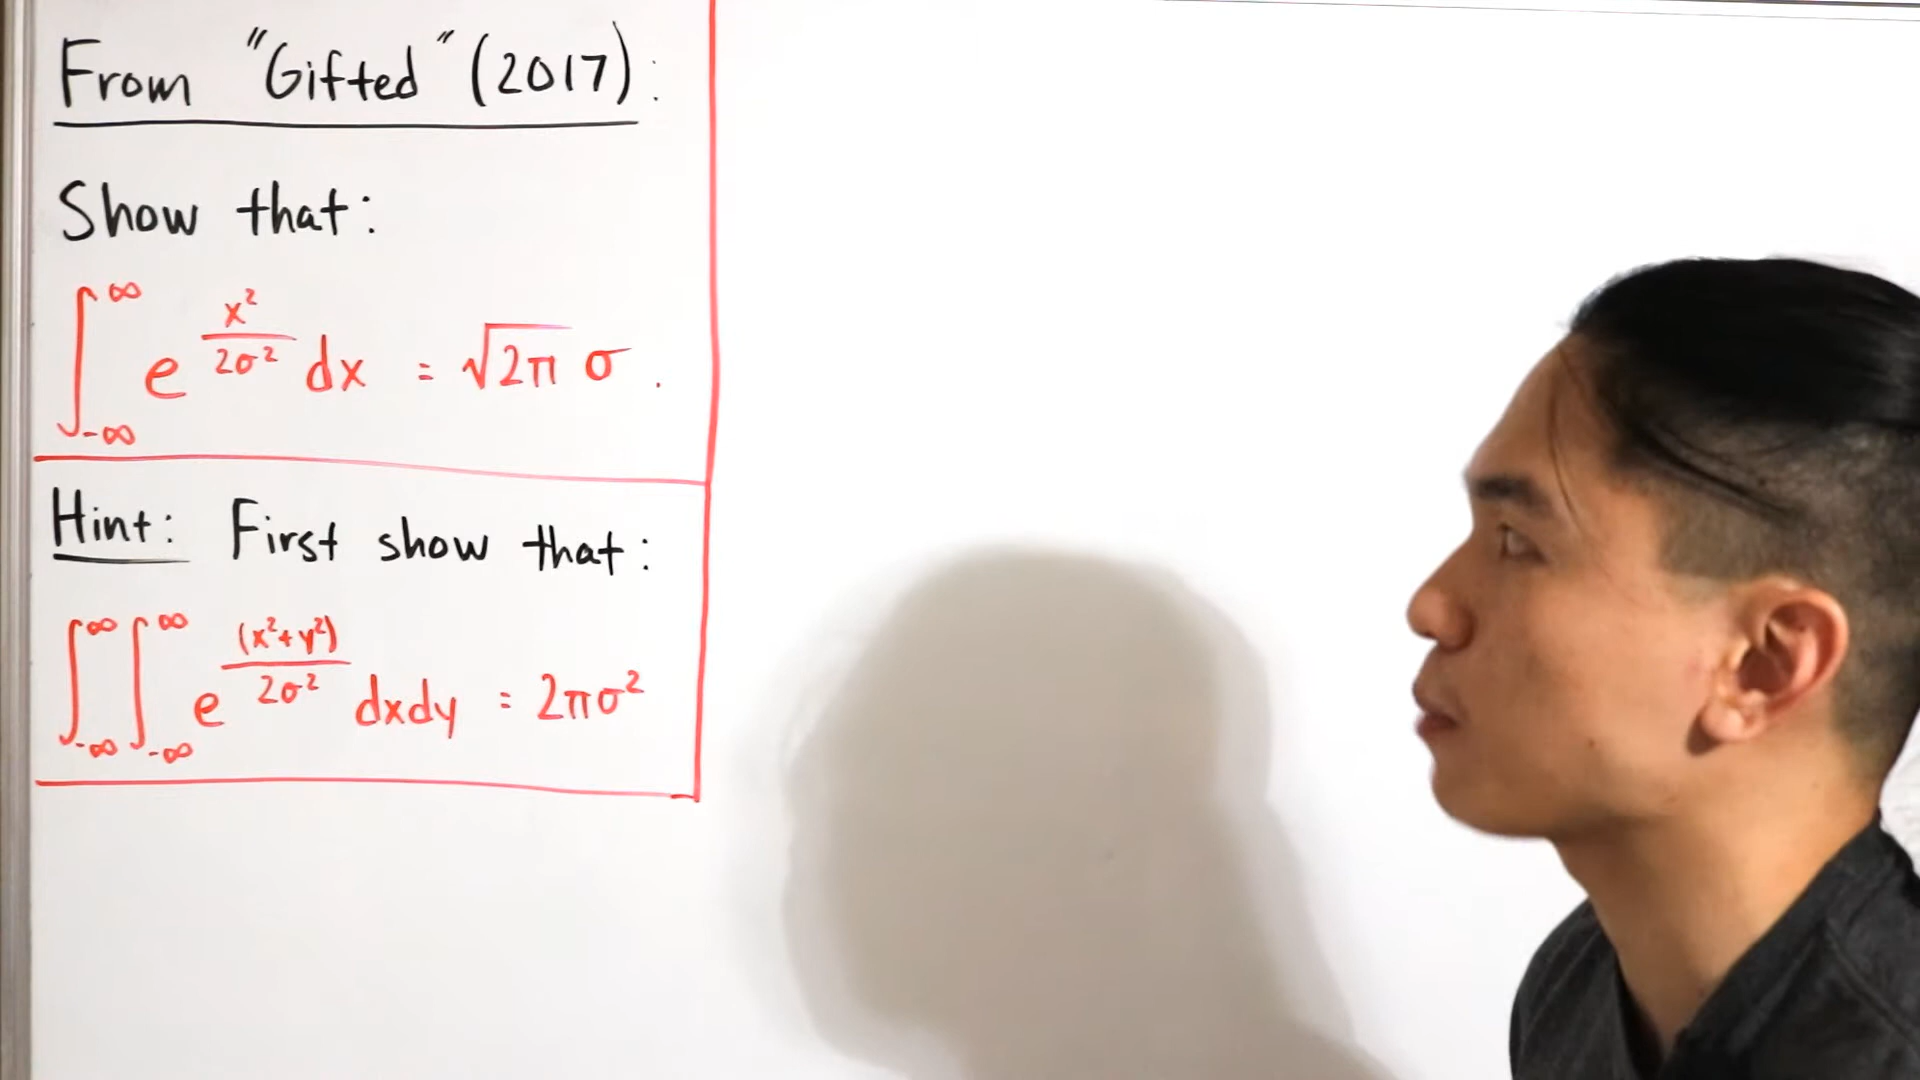 From "Gifted" (2017):
Show that:
∫_{-∞}^{∞} e^{x²/2σ²} dx = √2π σ.
Hint: First show that:
∫_{-∞}^{∞} ∫_{-∞}^{∞} e^{(x²+y²)/2σ²} dxdy = 2πσ²